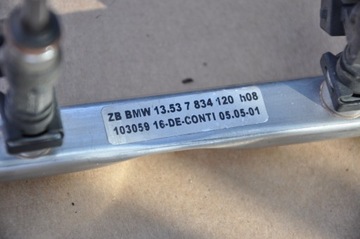 ZB BMW 13.53 7 834 120 h08
103059 16-DE-CONTI 05.05-01